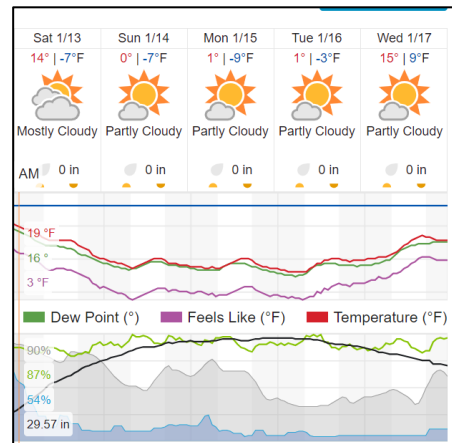 Sat 1/13 Sun 1/14 Mon 1/15 Tue 1/16 Wed 1/17
14° | -7°F 0° | -7°F 1° | -9°F 1° | -3°F 15° | 9°F
Mostly Cloudy Partly Cloudy Partly Cloudy Partly Cloudy Partly Cloudy
AM 0 in 0 in 0 in 0 in 0 in
19 °F
16 °
3 °F
Dew Point (°) Feels Like (°F) Temperature (°F)
90%
87%
54%
29.57 in